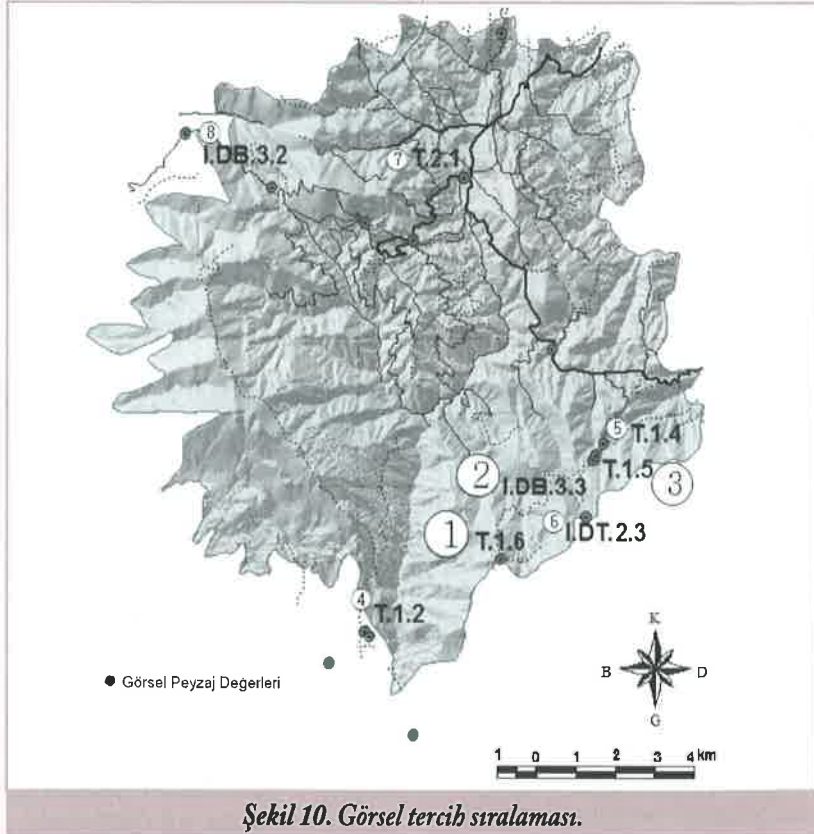 8
I.DB.3.2
7 T.2.1
5 T.1.4
T.1.5
3
2 I.DB.3.3
6 I.DT.2.3
1 T.1.6
4 T.1.2
K
B D
G
Görsel Peyzaj Değerleri
1 0 1 2 3 4 km
Şekil 10. Görsel tercih sıralaması.